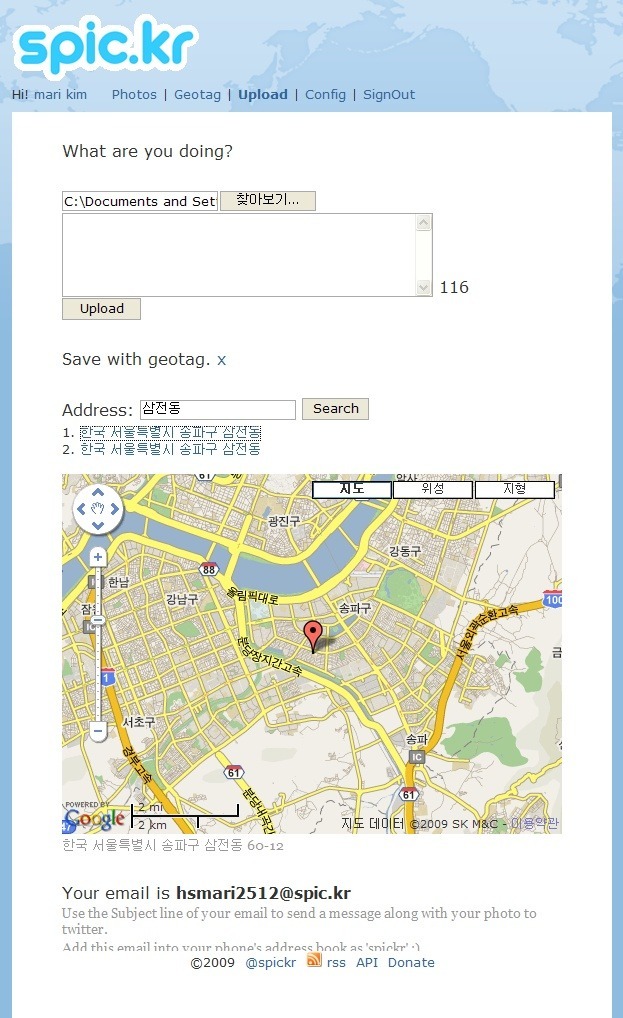 spic.kr
Hi! mari kim Photos | Geotag | Upload | Config | SignOut
What are you doing?
C:\Documents and Set
찾아보기...
116
Upload
Save with geotag. x
Address: 삼전동 Search
1. 한국 서울특별시 송파구 삼전동
2. 한국 서울특별시 송파구 삼전동
61
지도 위성 지형
광진구
강동구
88
한남
강남구
올림픽대로
송파구
100
잠원
IC
서울외곽순환고속
분당장지간고속
1
서초구
송파
IC
경부고속
61
분당내곡간
61
POWERED BY
Google
2 mi
2 km
47
지도 데이터 ©2009 SK M&C - 이용약관
한국 서울특별시 송파구 삼전동 60-12
Your email is hsmari2512@spic.kr
Use the Subject line of your email to send a message along with your photo to
twitter.
Add this email into your phone's address book as 'spickr' :)
©2009 @spickr rss API Donate